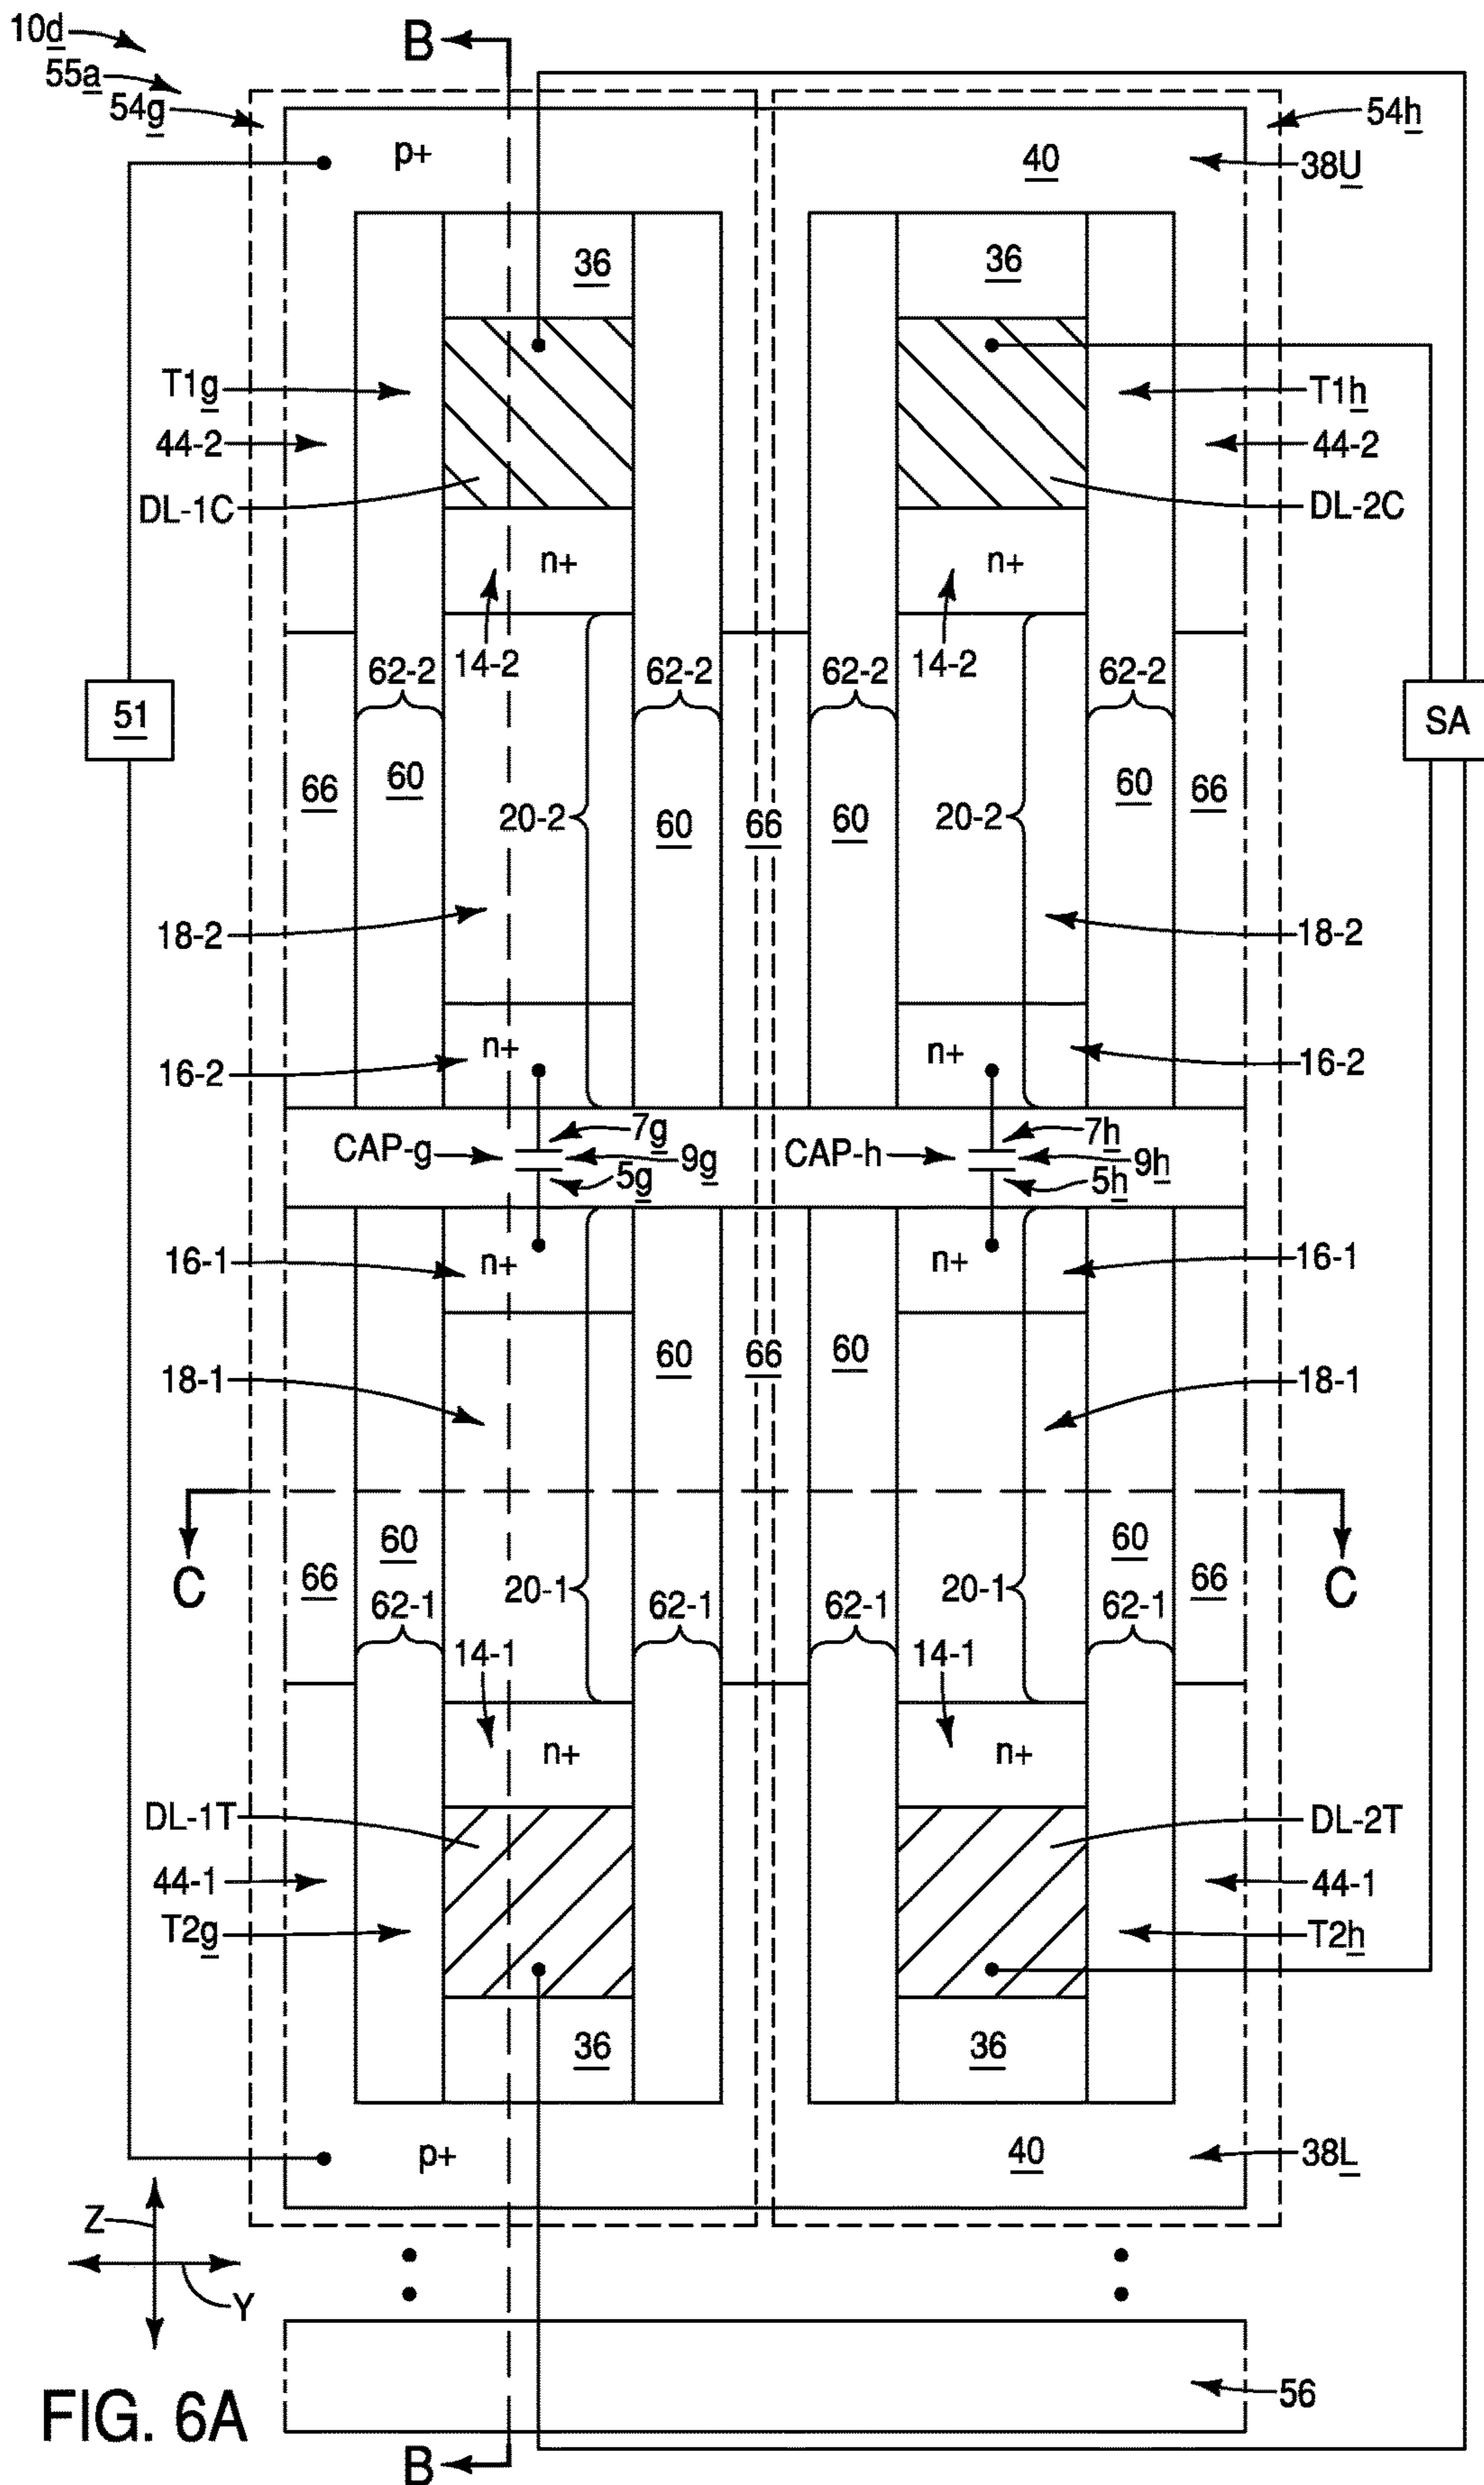 10d B
55a
54g 54h
p+ 40 38U
36 36
T1g T1h
44-2 44-2
DL-1C DL-2C
n+ n+
62-2 14-2 62-2 62-2 14-2 62-2
51 SA
66 60 60 66
20-2 60 66 60 20-2
18-2 18-2
n+ n+
16-2 16-2
CAP-g 7g CAP-h 7h
9g 9h
5g 5h
16-1 n+ n+ 16-1
18-1 60 66 60 18-1
60 60
C 66 66 C
62-1 20-1 62-1 62-1 20-1 62-1
14-1 14-1
n+ n+
DL-1T DL-2T
44-1 44-1
T2g T2h
36 36
p+ 40 38L
Z
Y
56
FIG. 6A
B